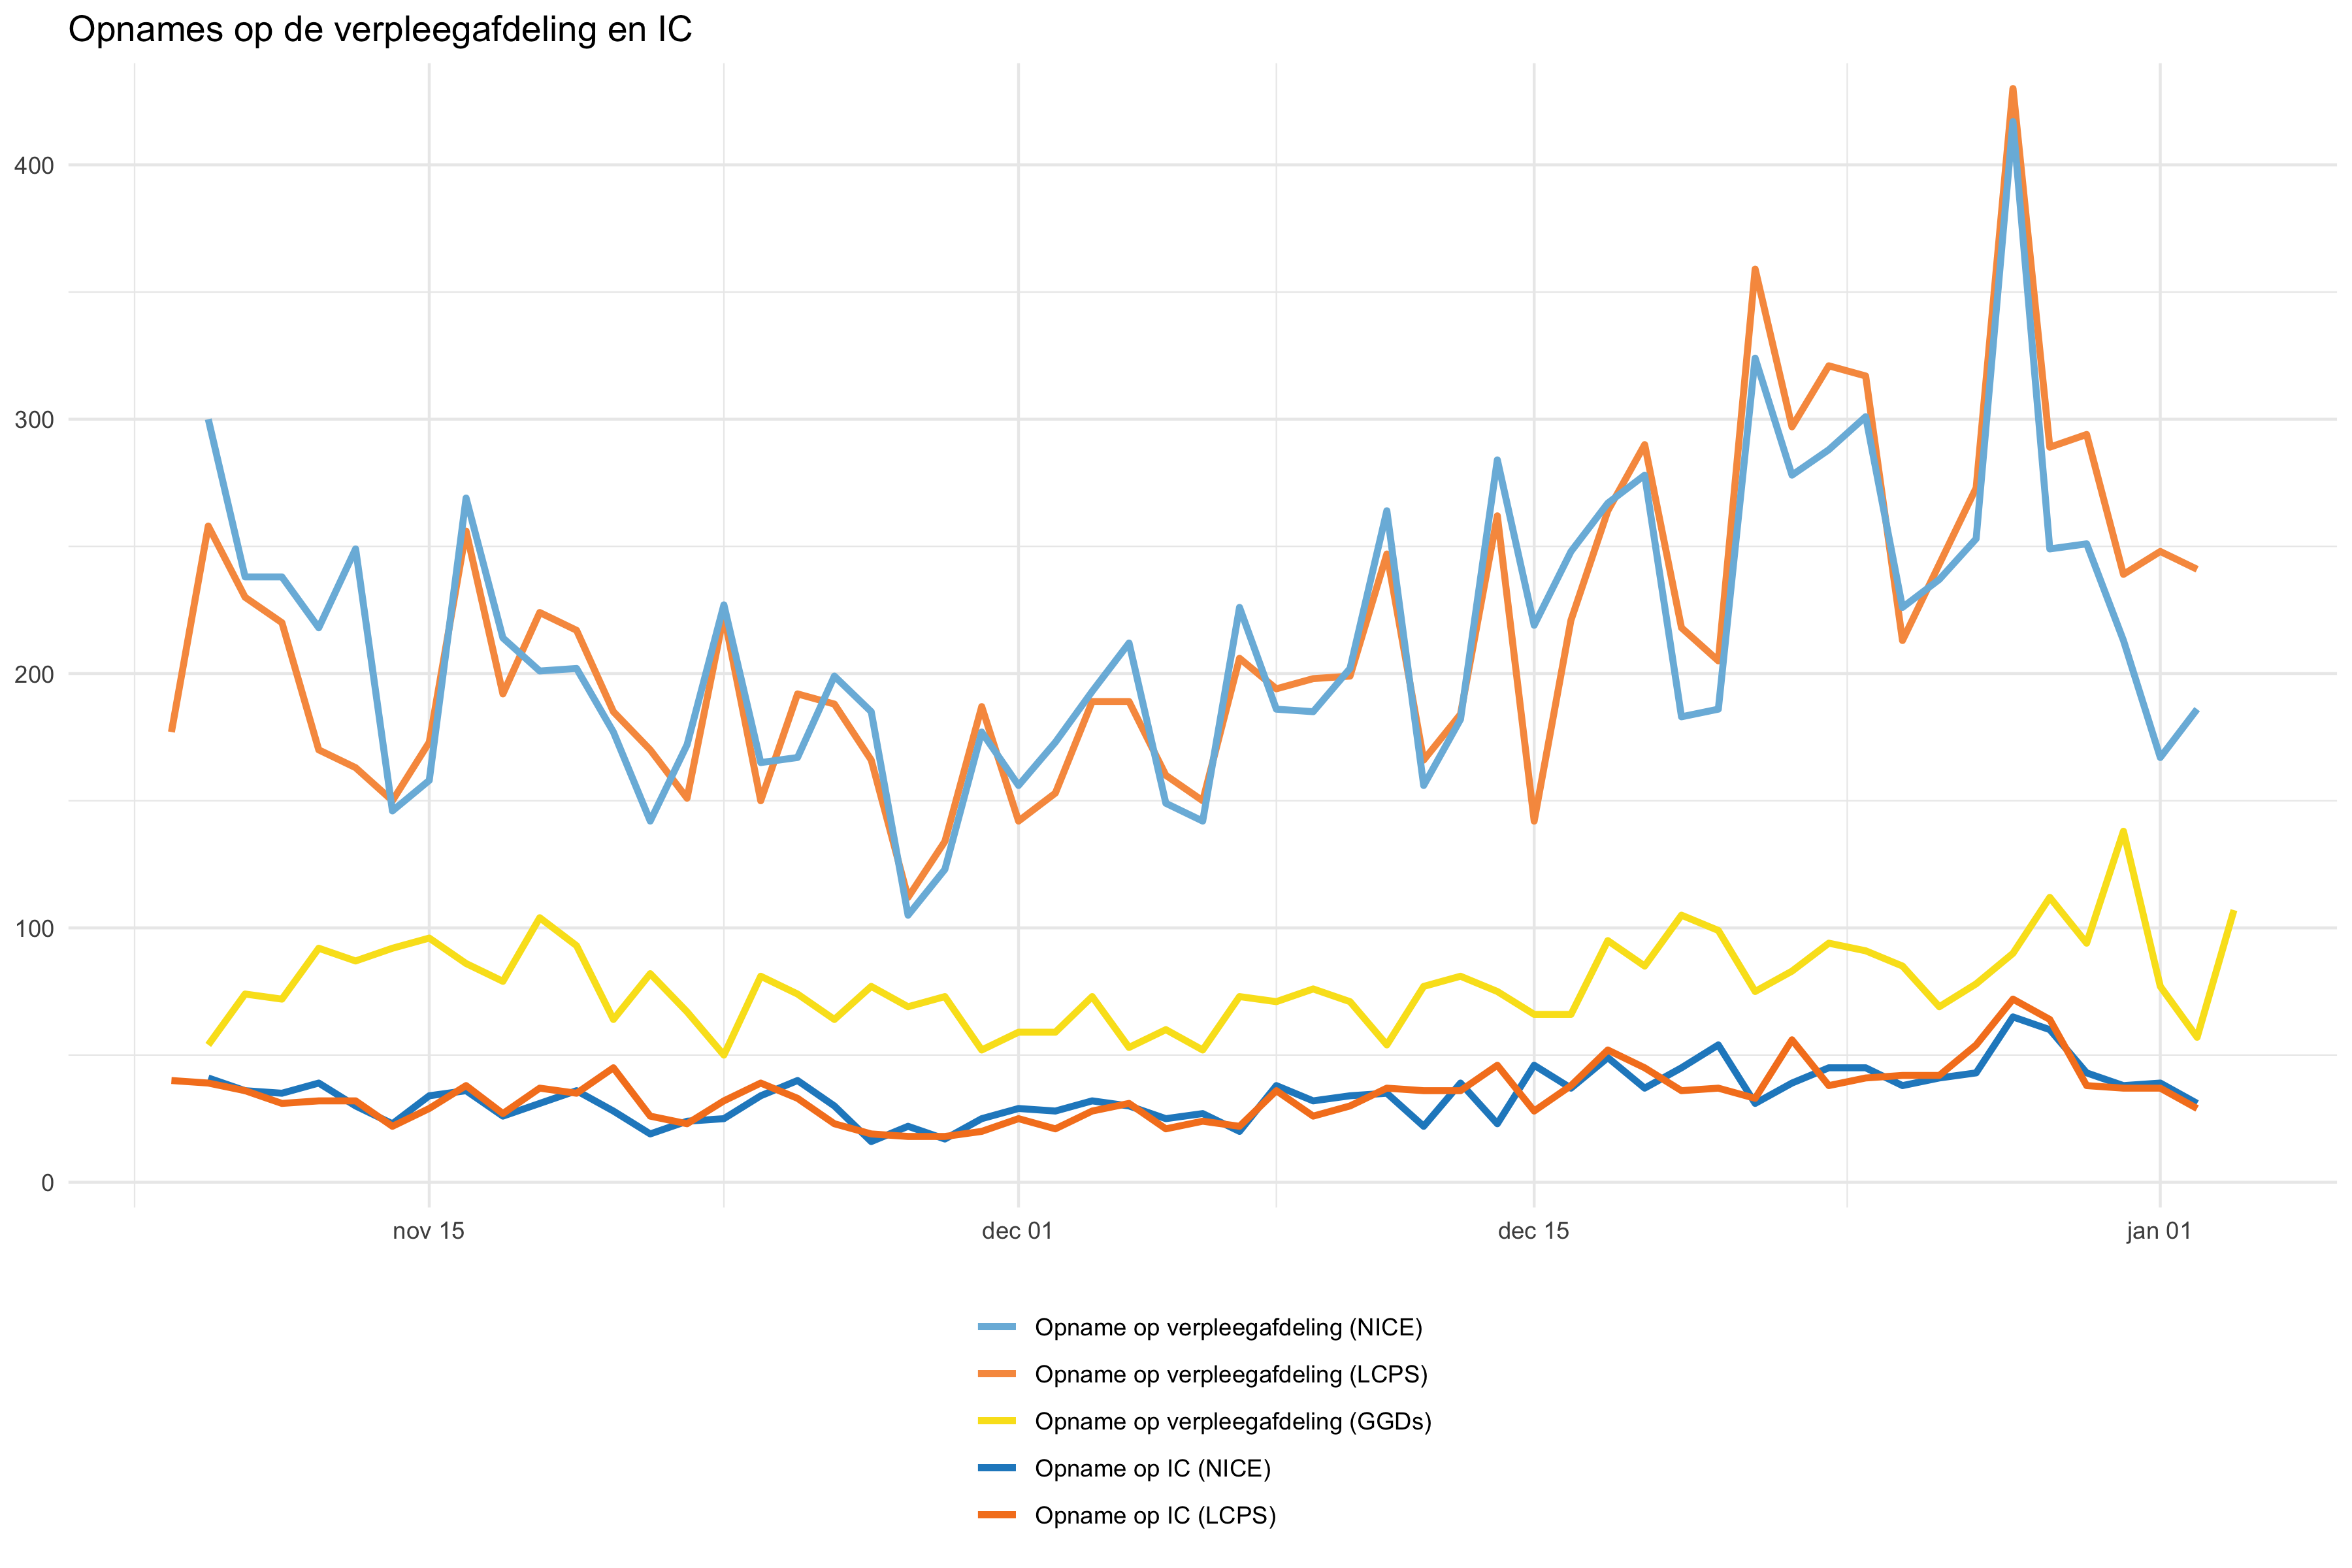 Opnames op de verpleegafdeling en IC
400
300
200
100
0
nov 15
dec 01
dec 15
jan 01
Opname op verpleegafdeling (NICE)
Opname op verpleegafdeling (LCPS)
Opname op verpleegafdeling (GGDs)
Opname op IC (NICE)
Opname op IC (LCPS)